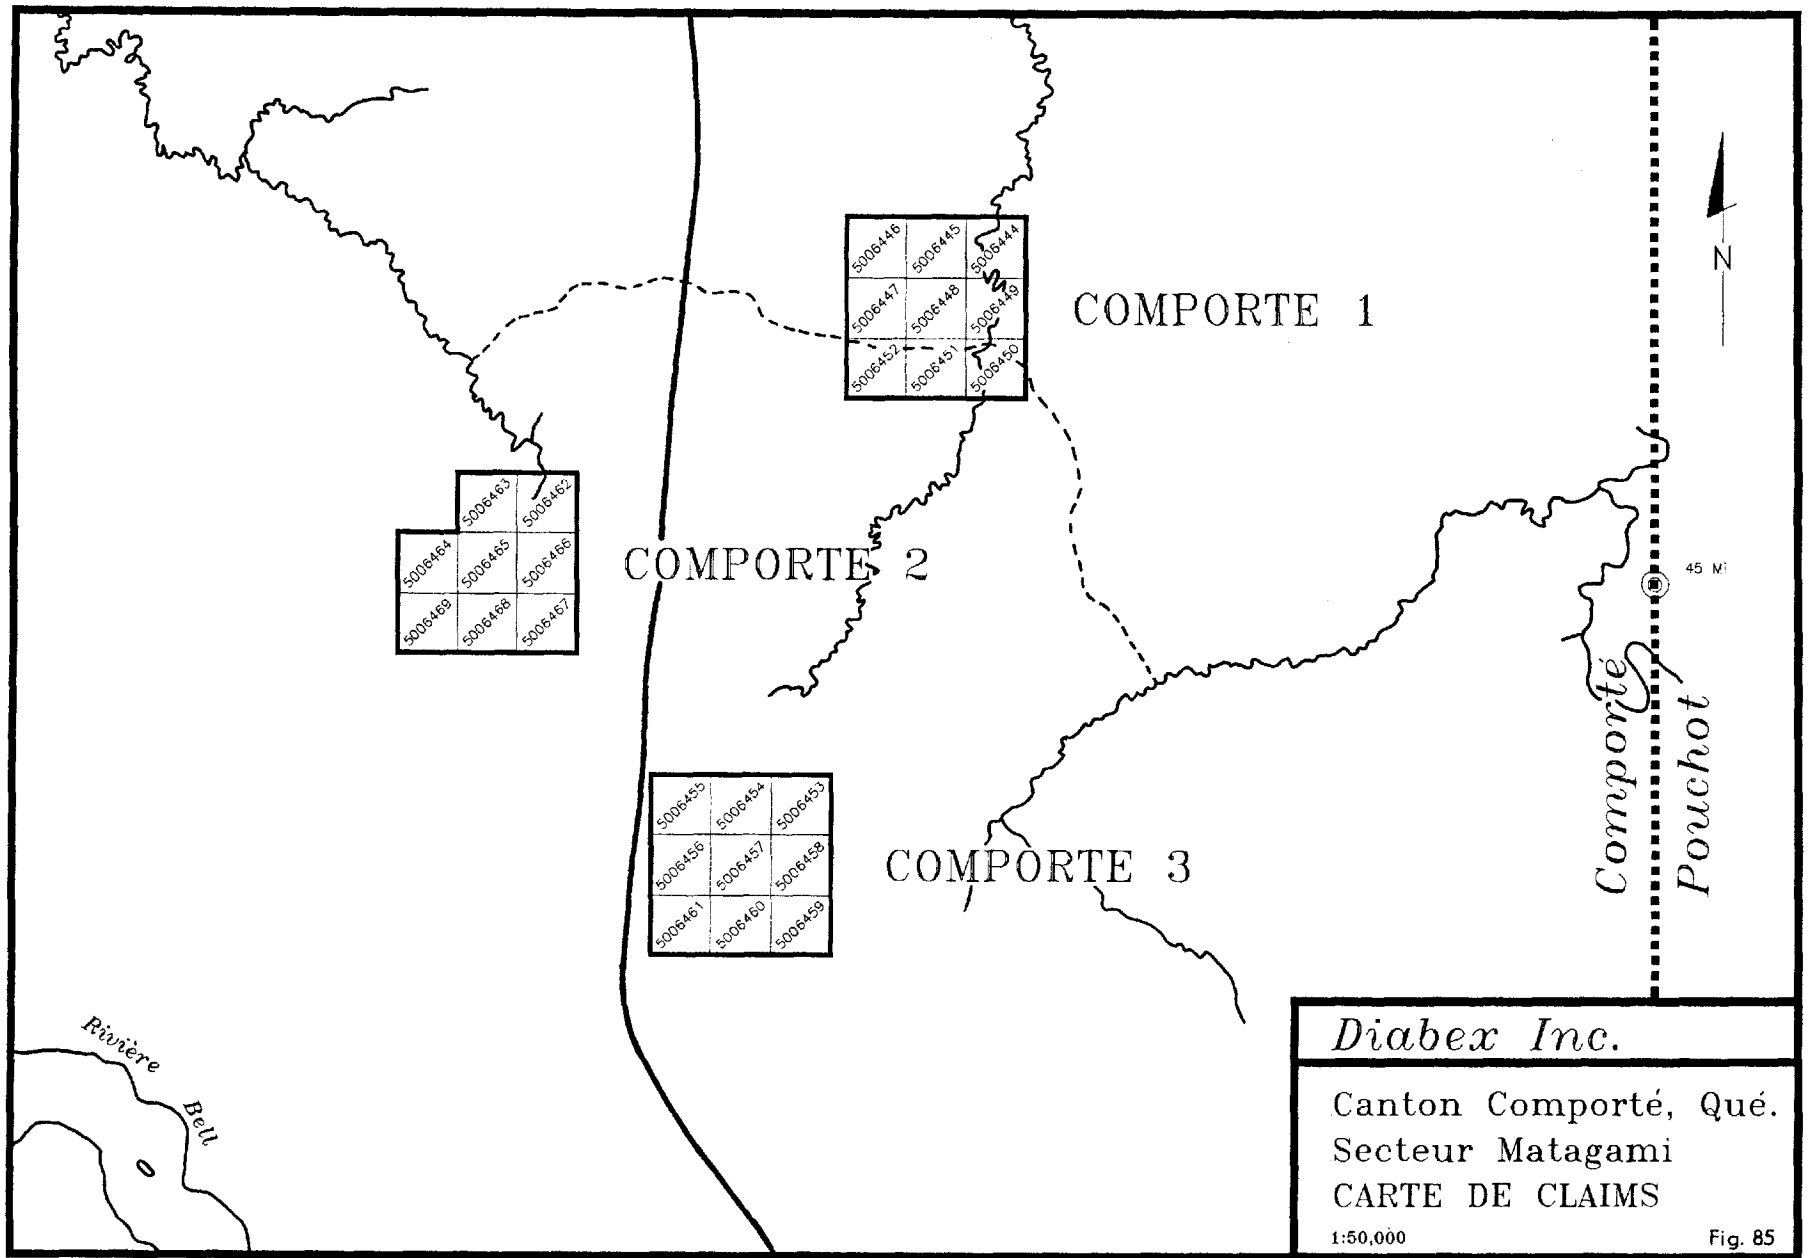 N
5006446 5006445 5006444
5006447 5006448 5006449
5006452 5006451 5006450
COMPORTE 1
5006463 5006462
5006464 5006465 5006466
5006469 5006468 5006467
COMPORTE 2
45 Mi
Comporté
Pouchot
5006455 5006454 5006453
5006456 5006457 5006458
5006461 5006460 5006459
COMPORTE 3
Rivière
Bell
Diabex Inc.
Canton Comporté, Qué.
Secteur Matagami
CARTE DE CLAIMS
1:50,000 Fig. 85